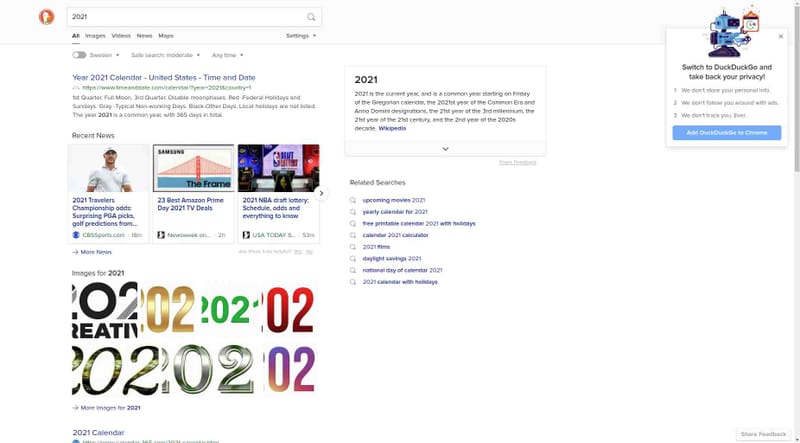 2021
All Images Videos News Maps Settings
Sweden Safe search: moderate Any time
Year 2021 Calendar - United States - Time and Date
https://www.timeanddate.com/calendar/?year=2021&country=1
1st Quarter. Full Moon. 3rd Quarter. Disable moonphases. Red -Federal Holidays and
Sundays. Gray -Typical Non-working Days. Black-Other Days. Local holidays are not listed.
The year 2021 is a common year, with 365 days in total.
Recent News
2021 Travelers
Championship odds:
Surprising PGA picks,
golf predictions from...
CBSSports.com · 18m
SAMSUNG
The Frame
23 Best Amazon Prime
Day 2021 TV Deals
Newsweek on... · 2h
DRAFT
2021 NBA draft lottery:
Schedule, odds and
everything to know
USA TODAY S... · 53m
More News
Are these links helpful? Yes No
Images for 2021
202
REATIV
202
2021
202
202
202
202
More Images for 2021
2021 Calendar
2021
2021 is the current year, and is a common year starting on Friday
of the Gregorian calendar, the 2021st year of the Common Era and
Anno Domini designations, the 21st year of the 3rd millennium, the
21st year of the 21st century, and the 2nd year of the 2020s
decade. Wikipedia
Share Feedback
Related Searches
upcoming movies 2021
yearly calendar for 2021
free printable calendar 2021 with holidays
calendar 2021 calculator
2021 films
daylight savings 2021
national day of calendar 2021
2021 calendar with holidays
Switch to DuckDuckGo and
take back your privacy!
1 We don't store your personal info.
2 We don't follow you around with ads.
3 We don't track you. Ever.
Add DuckDuckGo to Chrome
Share Feedback